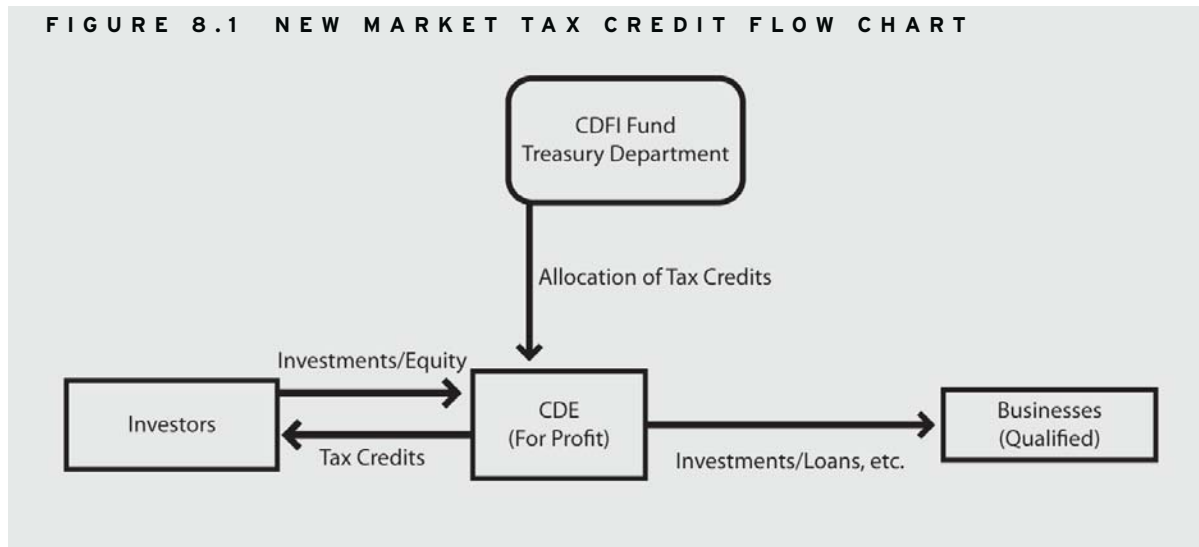 FIGURE 8.1 NEW MARKET TAX CREDIT FLOW CHART
CDFI Fund
Treasury Department
Allocation of Tax Credits
Investments/Equity
Investors
Tax Credits
CDE
(For Profit)
Investments/Loans, etc.
Businesses
(Qualified)